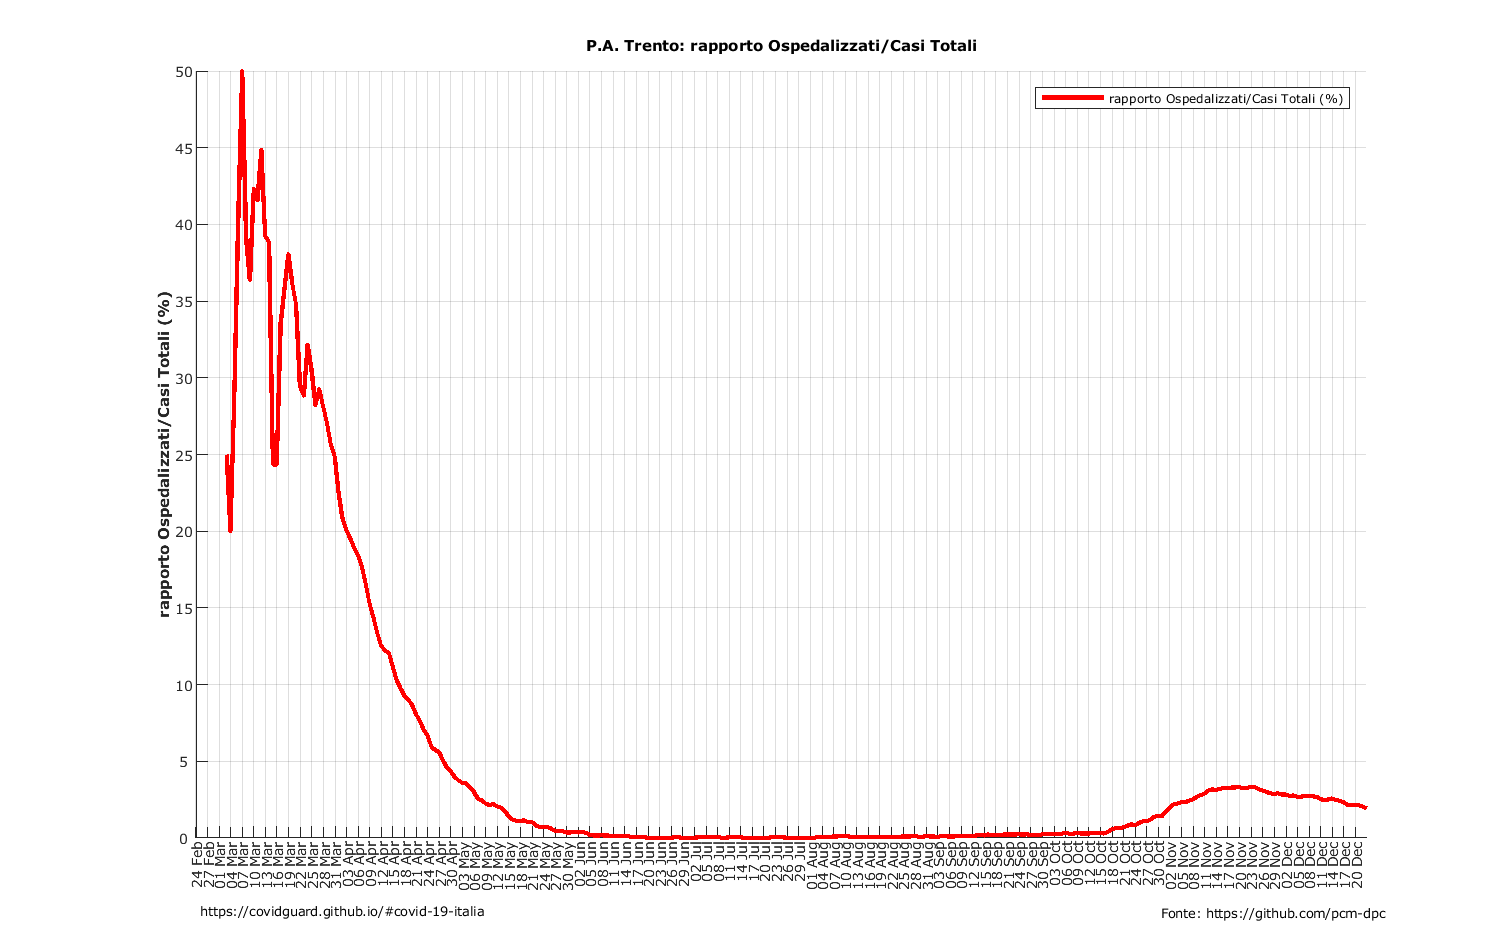 P.A. Trento: rapporto Ospedalizzati/Casi Totali
rapporto Ospedalizzati/Casi Totali (%)
rapporto Ospedalizzati/Casi Totali (%)
50
45
40
35
30
25
20
15
10
5
0
24 Feb
27 Feb
01 Mar
04 Mar
07 Mar
10 Mar
13 Mar
16 Mar
19 Mar
22 Mar
25 Mar
28 Mar
31 Mar
03 Apr
06 Apr
09 Apr
12 Apr
15 Apr
18 Apr
21 Apr
24 Apr
27 Apr
30 Apr
03 May
06 May
09 May
12 May
15 May
18 May
21 May
24 May
27 May
30 May
02 Jun
05 Jun
08 Jun
11 Jun
14 Jun
17 Jun
20 Jun
23 Jun
26 Jun
29 Jun
02 Jul
05 Jul
08 Jul
11 Jul
14 Jul
17 Jul
20 Jul
23 Jul
26 Jul
29 Jul
01 Aug
04 Aug
07 Aug
10 Aug
13 Aug
16 Aug
19 Aug
22 Aug
25 Aug
28 Aug
31 Aug
03 Sep
06 Sep
09 Sep
12 Sep
15 Sep
18 Sep
21 Sep
24 Sep
27 Sep
30 Sep
03 Oct
06 Oct
09 Oct
12 Oct
15 Oct
18 Oct
21 Oct
24 Oct
27 Oct
30 Oct
02 Nov
05 Nov
08 Nov
11 Nov
14 Nov
17 Nov
20 Nov
23 Nov
26 Nov
29 Nov
02 Dec
05 Dec
08 Dec
11 Dec
14 Dec
17 Dec
20 Dec
https://covidguard.github.io/#covid-19-italia
Fonte: https://github.com/pcm-dpc